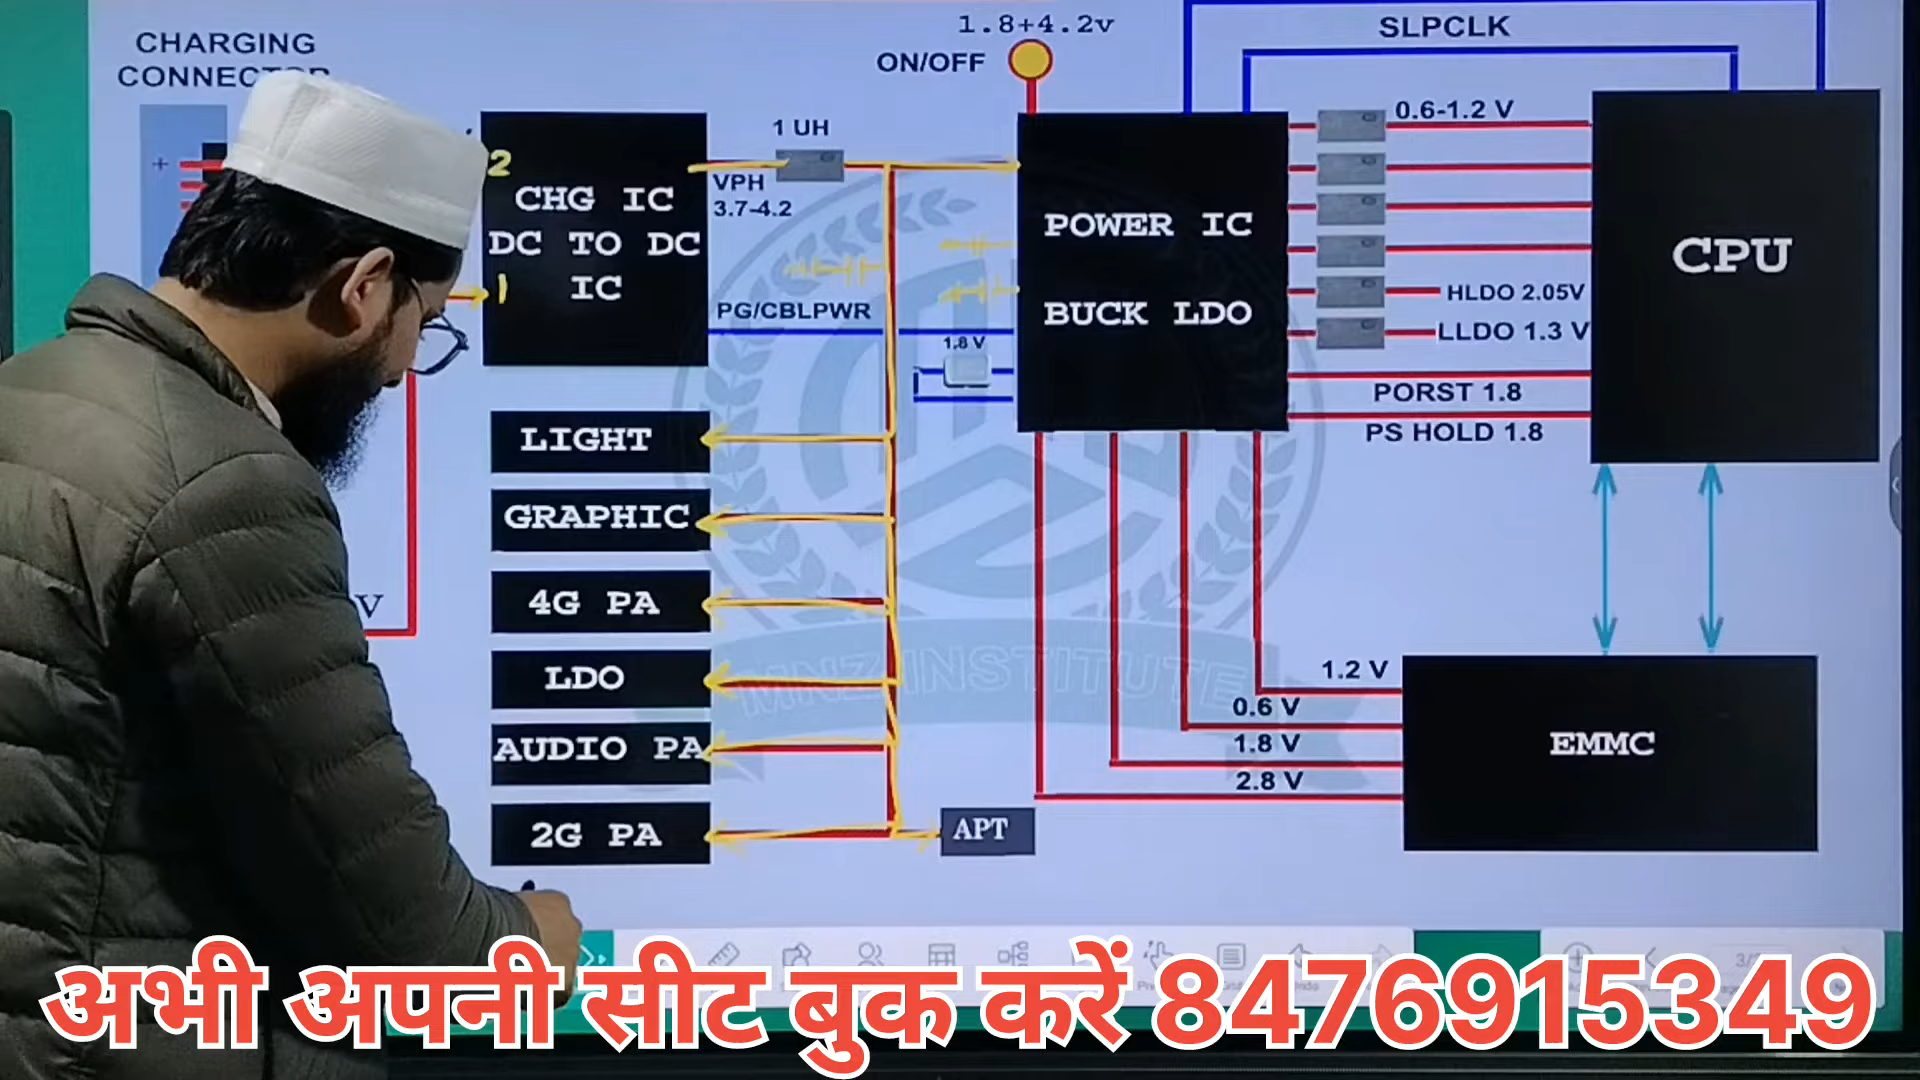 CHARGING
CONNECTOR
+
2
CHG IC
DC TO DC
1 IC
1 UH
VPH
3.7-4.2
PG/CBLPWR
1.8+4.2v
ON/OFF
1,8 V
POWER IC
BUCK LDO
SLPCLK
0.6-1.2 V
HLDO 2.05V
LLDO 1.3 V
PORST 1.8
PS HOLD 1.8
CPU
LIGHT
GRAPHIC
4G PA
LDO
AUDIO PA
2G PA
V
APT
MNZ INSTITUTE
1.2 V
0.6 V
1.8 V
2.8 V
EMMC
अभी अपनी सीट बुक करें 8476915349